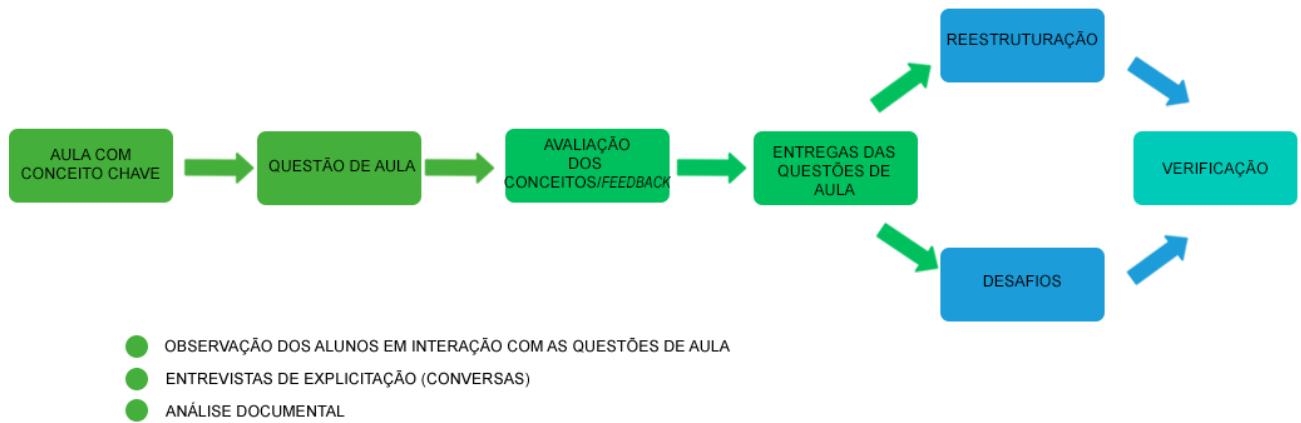 AULA COM
CONCEITO CHAVE
QUESTÃO DE AULA
AVALIAÇÃO
DOS
CONCEITOS/FEEDBACK
ENTREGAS DAS
QUESTÕES DE
AULA
REESTRUTURAÇÃO
DESAFIOS
VERIFICAÇÃO
OBSERVAÇÃO DOS ALUNOS EM INTERAÇÃO COM AS QUESTÕES DE AULA
ENTREVISTAS DE EXPLICITAÇÃO (CONVERSAS)
ANÁLISE DOCUMENTAL